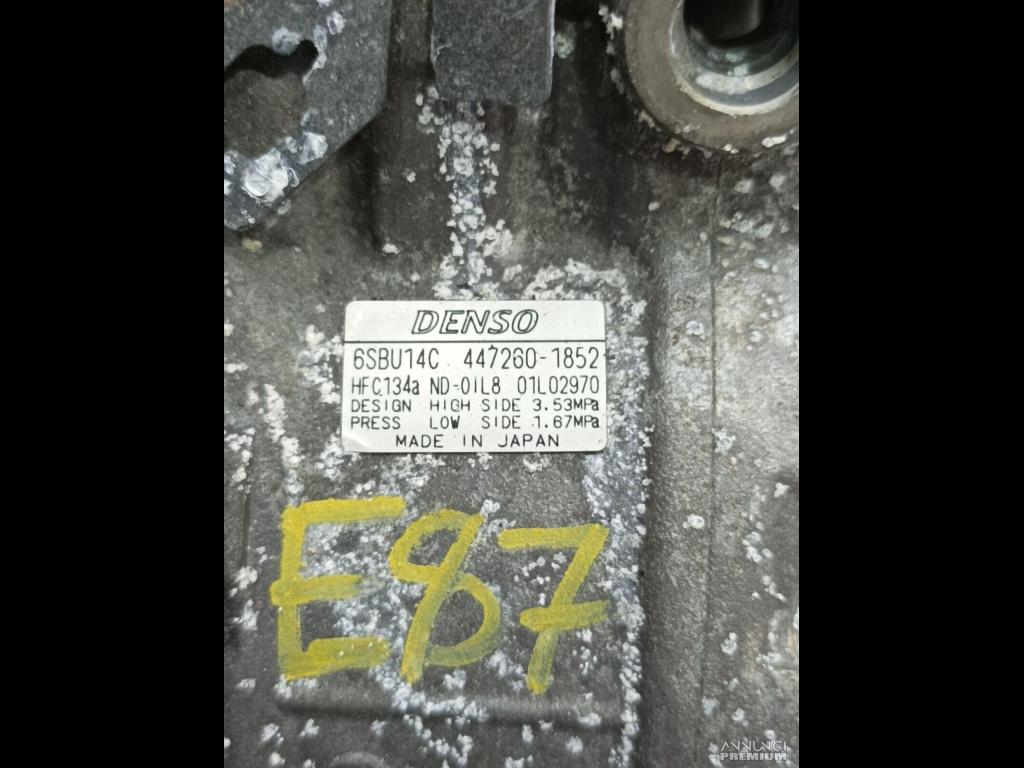 DENSO
6SBU14C 447260-1852
HFC134a ND-OIL8 01L02970
DESIGN HIGH SIDE 3.53MPa
PRESS LOW SIDE 1.67MPa
MADE IN JAPAN
E87
ANNUNCI
PREMIUM